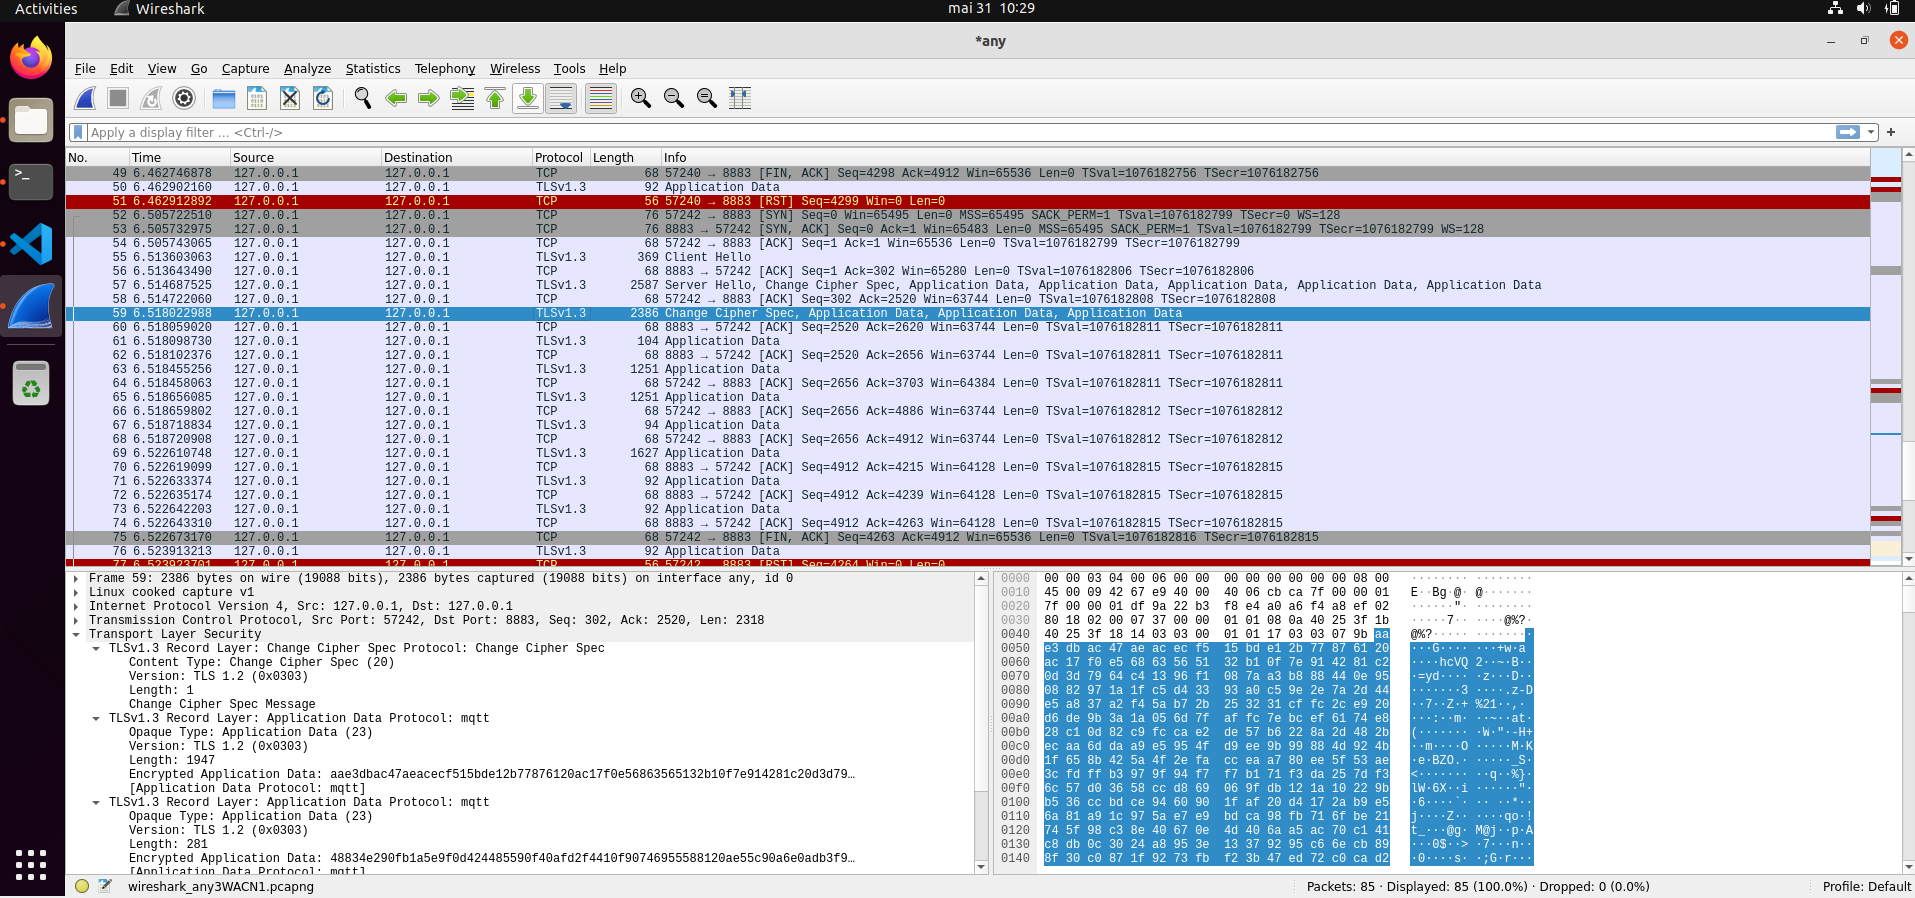 Activities Wireshark mai 31 10:29
*any
File Edit View Go Capture Analyze Statistics Telephony Wireless Tools Help
Apply a display filter … <Ctrl-/>
No. Time Source Destination Protocol Length Info
49 6.462746878 127.0.0.1 127.0.0.1 TCP 68 57240 → 8883 [FIN, ACK] Seq=4298 Ack=4912 Win=65536 Len=0 TSval=1076182756 TSecr=1076182756
50 6.462902160 127.0.0.1 127.0.0.1 TLSv1.3 92 Application Data
51 6.462912892 127.0.0.1 127.0.0.1 TCP 56 57240 → 8883 [RST] Seq=4299 Win=0 Len=0
52 6.505722510 127.0.0.1 127.0.0.1 TCP 76 57242 → 8883 [SYN] Seq=0 Win=65495 Len=0 MSS=65495 SACK_PERM=1 TSval=1076182799 TSecr=0 WS=128
53 6.505732975 127.0.0.1 127.0.0.1 TCP 76 8883 → 57242 [SYN, ACK] Seq=0 Ack=1 Win=65483 Len=0 MSS=65495 SACK_PERM=1 TSval=1076182799 TSecr=1076182799 WS=128
54 6.505743065 127.0.0.1 127.0.0.1 TCP 68 57242 → 8883 [ACK] Seq=1 Ack=1 Win=65536 Len=0 TSval=1076182799 TSecr=1076182799
55 6.513603063 127.0.0.1 127.0.0.1 TLSv1.3 369 Client Hello
56 6.513643490 127.0.0.1 127.0.0.1 TCP 68 8883 → 57242 [ACK] Seq=1 Ack=302 Win=65280 Len=0 TSval=1076182806 TSecr=1076182806
57 6.514687525 127.0.0.1 127.0.0.1 TLSv1.3 2587 Server Hello, Change Cipher Spec, Application Data, Application Data, Application Data, Application Data, Application Data
58 6.514722060 127.0.0.1 127.0.0.1 TCP 68 57242 → 8883 [ACK] Seq=302 Ack=2520 Win=63744 Len=0 TSval=1076182808 TSecr=1076182808
59 6.518022988 127.0.0.1 127.0.0.1 TLSv1.3 2386 Change Cipher Spec, Application Data, Application Data, Application Data
60 6.518059020 127.0.0.1 127.0.0.1 TCP 68 8883 → 57242 [ACK] Seq=2520 Ack=2620 Win=63744 Len=0 TSval=1076182811 TSecr=1076182811
61 6.518098730 127.0.0.1 127.0.0.1 TLSv1.3 104 Application Data
62 6.518102376 127.0.0.1 127.0.0.1 TCP 68 8883 → 57242 [ACK] Seq=2520 Ack=2656 Win=63744 Len=0 TSval=1076182811 TSecr=1076182811
63 6.518455256 127.0.0.1 127.0.0.1 TLSv1.3 1251 Application Data
64 6.518458063 127.0.0.1 127.0.0.1 TCP 68 57242 → 8883 [ACK] Seq=2656 Ack=3703 Win=64384 Len=0 TSval=1076182811 TSecr=1076182811
65 6.518656085 127.0.0.1 127.0.0.1 TLSv1.3 1251 Application Data
66 6.518659802 127.0.0.1 127.0.0.1 TCP 68 57242 → 8883 [ACK] Seq=2656 Ack=4886 Win=63744 Len=0 TSval=1076182812 TSecr=1076182812
67 6.518718834 127.0.0.1 127.0.0.1 TLSv1.3 94 Application Data
68 6.518720908 127.0.0.1 127.0.0.1 TCP 68 57242 → 8883 [ACK] Seq=2656 Ack=4912 Win=63744 Len=0 TSval=1076182812 TSecr=1076182812
69 6.522610748 127.0.0.1 127.0.0.1 TLSv1.3 1627 Application Data
70 6.522619099 127.0.0.1 127.0.0.1 TCP 68 8883 → 57242 [ACK] Seq=4912 Ack=4215 Win=64128 Len=0 TSval=1076182815 TSecr=1076182815
71 6.522633374 127.0.0.1 127.0.0.1 TLSv1.3 92 Application Data
72 6.522635174 127.0.0.1 127.0.0.1 TCP 68 8883 → 57242 [ACK] Seq=4912 Ack=4239 Win=64128 Len=0 TSval=1076182815 TSecr=1076182815
73 6.522642203 127.0.0.1 127.0.0.1 TLSv1.3 92 Application Data
74 6.522643310 127.0.0.1 127.0.0.1 TCP 68 8883 → 57242 [ACK] Seq=4912 Ack=4263 Win=64128 Len=0 TSval=1076182815 TSecr=1076182815
75 6.522673170 127.0.0.1 127.0.0.1 TCP 68 57242 → 8883 [FIN, ACK] Seq=4263 Ack=4912 Win=65536 Len=0 TSval=1076182816 TSecr=1076182815
76 6.523913213 127.0.0.1 127.0.0.1 TLSv1.3 92 Application Data
77 6.523923701 127.0.0.1 127.0.0.1 TCP 56 57242 → 8883 [RST] Seq=4264 Win=0 Len=0
Frame 59: 2386 bytes on wire (19088 bits), 2386 bytes captured (19088 bits) on interface any, id 0
Linux cooked capture v1
Internet Protocol Version 4, Src: 127.0.0.1, Dst: 127.0.0.1
Transmission Control Protocol, Src Port: 57242, Dst Port: 8883, Seq: 302, Ack: 2520, Len: 2318
Transport Layer Security
TLSv1.3 Record Layer: Change Cipher Spec Protocol: Change Cipher Spec
Content Type: Change Cipher Spec (20)
Version: TLS 1.2 (0x0303)
Length: 1
Change Cipher Spec Message
TLSv1.3 Record Layer: Application Data Protocol: mqtt
Opaque Type: Application Data (23)
Version: TLS 1.2 (0x0303)
Length: 1947
Encrypted Application Data: aae3dbac47aeacecf515bde12b77876120ac17f0e56863565132b10f7e914281c20d3d79…
[Application Data Protocol: mqtt]
TLSv1.3 Record Layer: Application Data Protocol: mqtt
Opaque Type: Application Data (23)
Version: TLS 1.2 (0x0303)
Length: 281
Encrypted Application Data: 48834e290fb1a5e9f0d424485590f40afd2f4410f90746955588120ae55c90a6e0adb3f9…
[Application Data Protocol: mqtt]
0000 00 00 03 04 00 06 00 00 00 00 00 00 00 00 08 00
0010 45 00 09 42 67 e9 40 00 40 06 cb ca 7f 00 00 01
0020 7f 00 00 01 df 9a 22 b3 f8 e4 a0 a6 f4 a8 ef 02
0030 80 18 02 00 07 37 00 00 01 01 08 0a 40 25 3f 1b
0040 40 25 3f 18 14 03 03 00 01 01 17 03 03 07 9b aa
0050 e3 db ac 47 ae ac ec f5 15 bd e1 2b 77 87 61 20
0060 ac 17 f0 e5 68 63 56 51 32 b1 0f 7e 91 42 81 c2
0070 0d 3d 79 64 c4 13 96 f1 08 7a a3 b8 88 44 0e 95
0080 08 82 97 1a 1f c5 d4 33 93 a0 c5 9e 2e 7a 2d 44
0090 e5 a8 37 a2 f4 5a b7 2b 25 32 31 cf fc 2c e9 20
00a0 d6 de 9b 3a 1a 05 6d 7f af fc 7e bc ef 61 74 e8
00b0 28 c1 0d 82 c9 fc ca e2 de 57 b6 22 8a 2d 48 2b
00c0 ec aa 6d da a9 e5 95 4f d9 ee 9b 99 88 4d 92 4b
00d0 1f 65 8b 42 5a 4f 2e fa cc ea a7 80 ee 5f 53 ae
00e0 3c fd ff b3 97 9f 94 f7 f7 b1 71 f3 da 25 7d f3
00f0 6c 57 d0 36 58 cc d8 69 06 9f db 12 1a 10 22 9b
0100 b5 36 cc bd ce 94 60 90 1f af 20 d4 17 2a b9 e5
0110 6a 81 a9 1c 97 5a e7 e9 bd ca 98 fb 71 6f be 21
0120 74 5f 98 c3 8e 40 67 0e 4d 40 6a a5 ac 70 c1 41
0130 c8 db 0c 30 24 a8 95 3e 13 37 92 95 c6 6e cb 89
0140 8f 30 c0 87 1f 92 73 fb f2 3b 47 ed 72 c0 ca d2
wireshark_any3WACN1.pcapng Packets: 85 · Displayed: 85 (100.0%) · Dropped: 0 (0.0%) Profile: Default